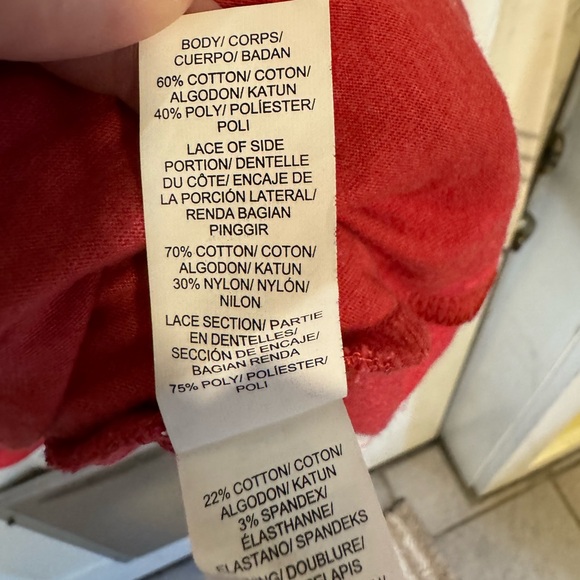 BODY/ CORPS/
CUERPO/ BADAN
60% COTTON/ COTON/
ALGODON/ KATUN
40% POLY/ POLÍESTER/
POLI
LACE OF SIDE
PORTION/ DENTELLE
DU CÔTE/ ENCAJE DE
LA PORCIÓN LATERAL/
RENDA BAGIAN
PINGGIR
70% COTTON/ COTON/
ALGODON/ KATUN
30% NYLON/ NYLÓN/
NILON
LACE SECTION/ PARTIE
EN DENTELLES/
SECCIÓN DE ENCAJE/
BAGIAN RENDA
75% POLY/ POLÍESTER/
POLI
22% COTTON/ COTON/
ALGODON/ KATUN
3% SPANDEX/
ÉLASTHANNE/
ELASTANO/ SPANDEKS
DOUBLURE/